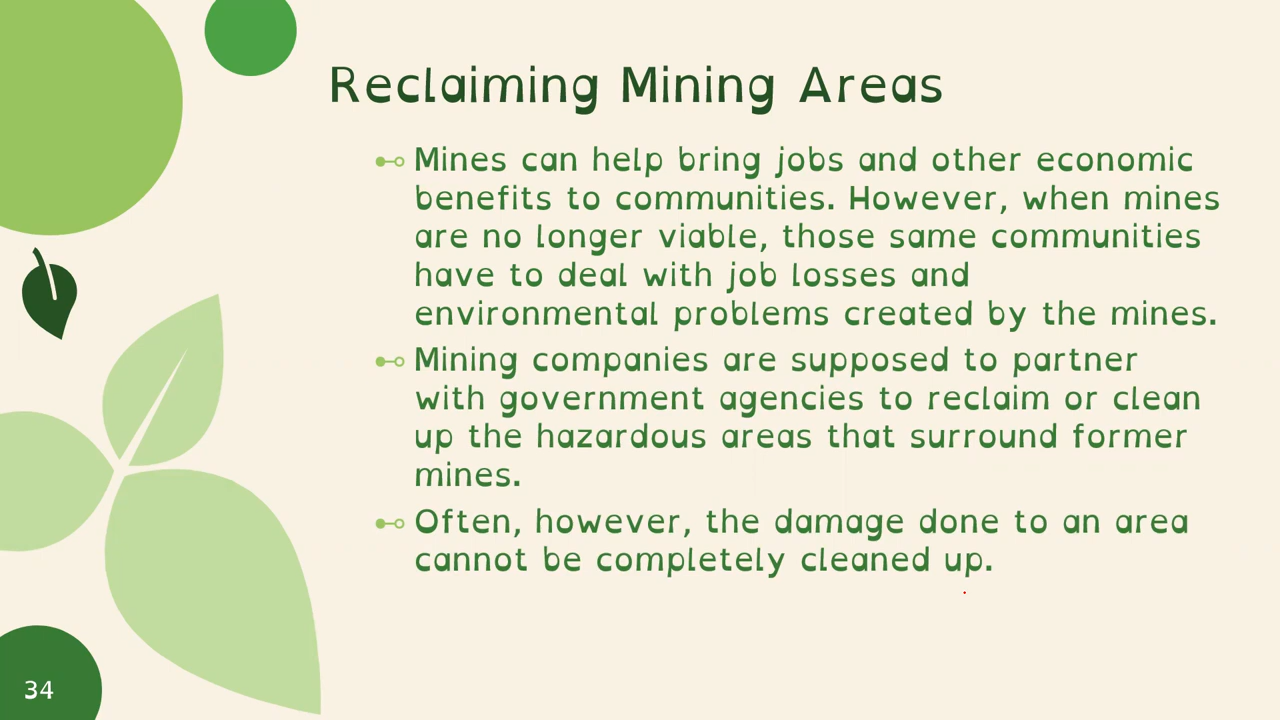 Reclaiming Mining Areas
Mines can help bring jobs and other economic
benefits to communities. However, when mines
are no longer viable, those same communities
have to deal with job losses and
environmental problems created by the mines.
Mining companies are supposed to partner
with government agencies to reclaim or clean
up the hazardous areas that surround former
mines.
Often, however, the damage done to an area
cannot be completely cleaned up.
34